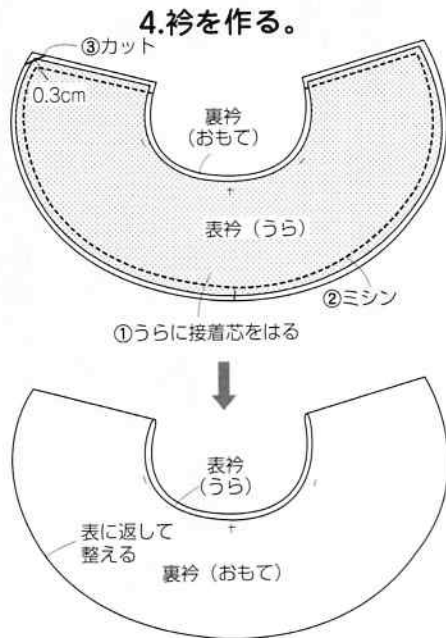 4.衿を作る。
③カット
0.3cm
裏衿
(おもて)
表衿(うら)
②ミシン
①うらに接着芯をはる
表衿
(うら)
表に返して
整える
裏衿(おもて)